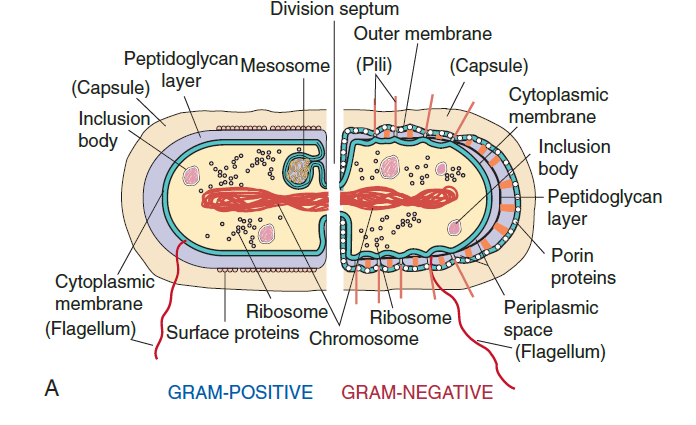 Division septum
Outer membrane
Peptidoglycan
layer
Mesosome
(Pili)
(Capsule)
(Capsule)
Cytoplasmic
membrane
Inclusion
body
Inclusion
body
Peptidoglycan
layer
Porin
proteins
Cytoplasmic
membrane
(Flagellum)
Ribosome
Surface proteins
Chromosome
Ribosome
Periplasmic
space
(Flagellum)
A
GRAM-POSITIVE
GRAM-NEGATIVE